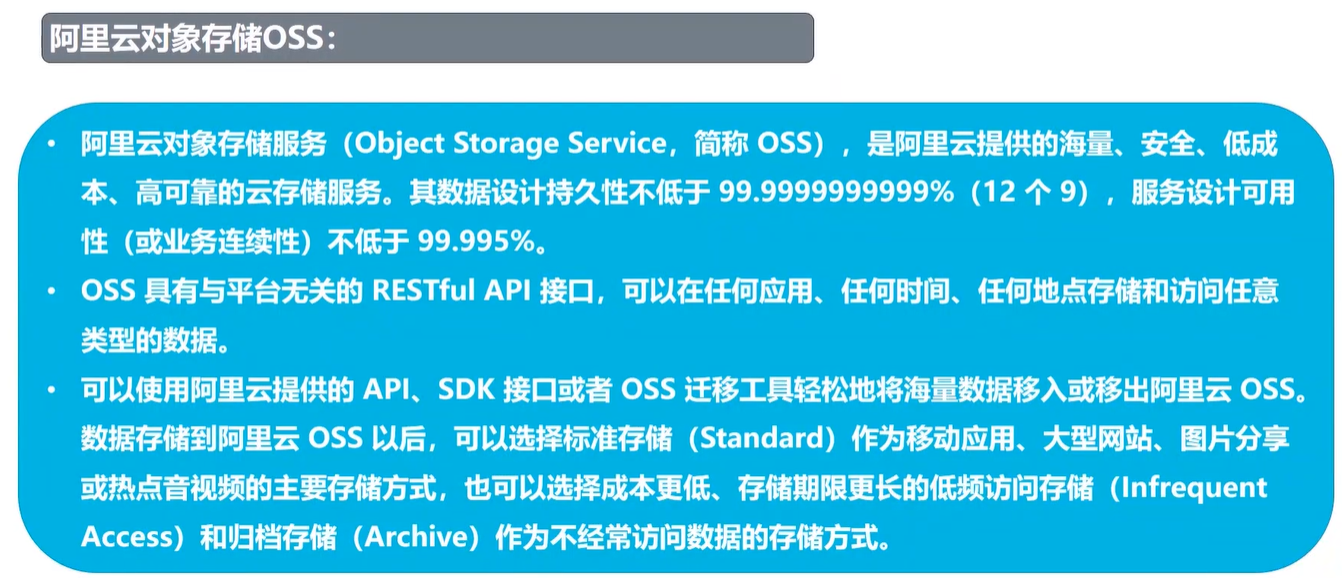 阿里云对象存储OSS：
• 阿里云对象存储服务（Object Storage Service，简称 OSS），是阿里云提供的海量、安全、低成
本、高可靠的云存储服务。其数据设计持久性不低于 99.9999999999%（12 个 9），服务设计可用
性（或业务连续性）不低于 99.995%。
• OSS 具有与平台无关的 RESTful API 接口，可以在任何应用、任何时间、任何地点存储和访问任意
类型的数据。
• 可以使用阿里云提供的 API、SDK 接口或者 OSS 迁移工具轻松地将海量数据移入或移出阿里云 OSS。
数据存储到阿里云 OSS 以后，可以选择标准存储（Standard）作为移动应用、大型网站、图片分享
或热点音视频的主要存储方式，也可以选择成本更低、存储期限更长的低频访问存储（Infrequent
Access）和归档存储（Archive）作为不经常访问数据的存储方式。